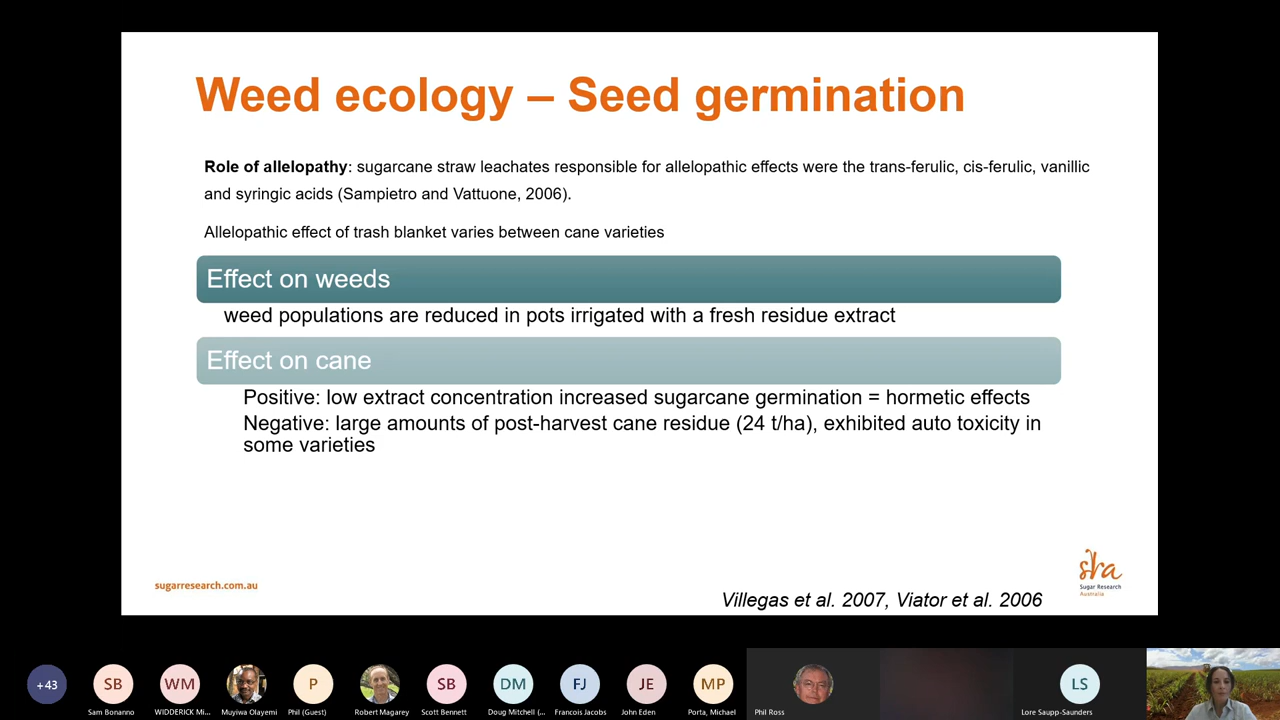 Weed ecology – Seed germination
Role of allelopathy: sugarcane straw leachates responsible for allelopathic effects were the trans-ferulic, cis-ferulic, vanillic
and syringic acids (Sampietro and Vattuone, 2006).
Allelopathic effect of trash blanket varies between cane varieties
Effect on weeds
weed populations are reduced in pots irrigated with a fresh residue extract
Effect on cane
Positive: low extract concentration increased sugarcane germination = hormetic effects
Negative: large amounts of post-harvest cane residue (24 t/ha), exhibited auto toxicity in
some varieties
sugarresearch.com.au
sra
Sugar Research
Australia
Villegas et al. 2007, Viator et al. 2006
+43
SB
WM
P
SB
DM
FJ
JE
MP
LS
Sam Bonanno
WIDDERICK Mi...
Muyiwa Olayemi
Phil (Guest)
Robert Magarey
Scott Bennett
Doug Mitchell (...
Francois Jacobs
John Eden
Porta, Michael
Phil Ross
Lore Saupp-Saunders